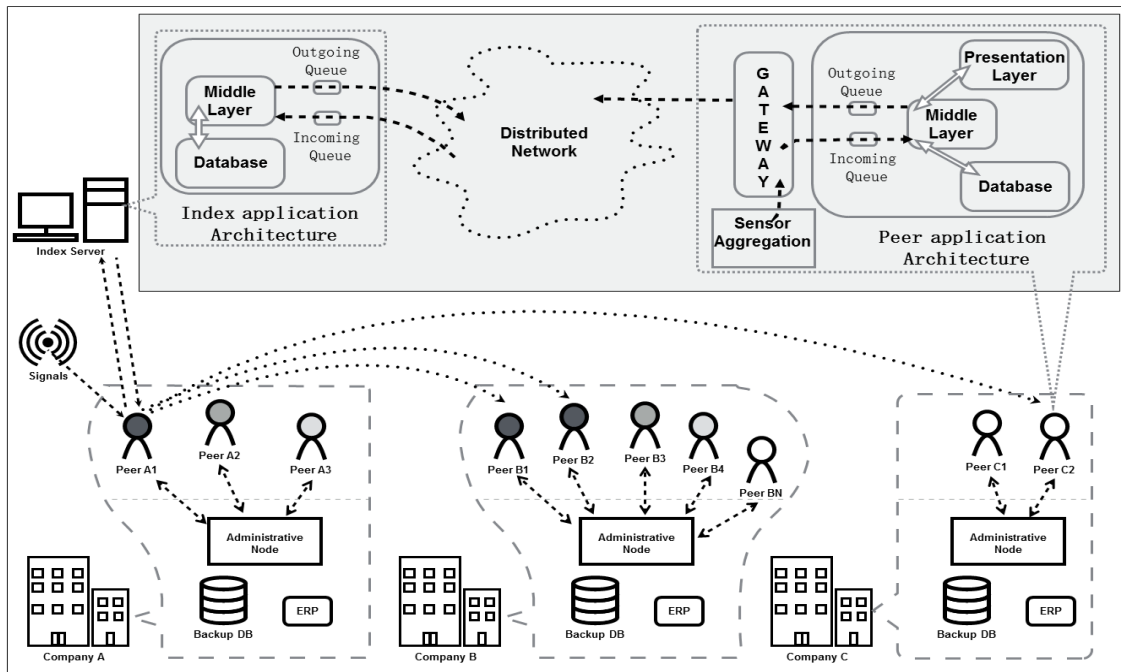 Outgoing
Queue
Middle
Layer
Incoming
Queue
Database
Index application
Architecture
Distributed
Network
GATEWAY
Sensor
Aggregation
Outgoing
Queue
Incoming
Queue
Presentation
Layer
Middle
Layer
Database
Peer application
Architecture
Index Server
Signals
Peer A1
Peer A2
Peer A3
Administrative
Node
Backup DB
ERP
Company A
Peer B1
Peer B2
Peer B3
Peer B4
Peer BN
Administrative
Node
Backup DB
ERP
Company B
Peer C1
Peer C2
Administrative
Node
Backup DB
ERP
Company C